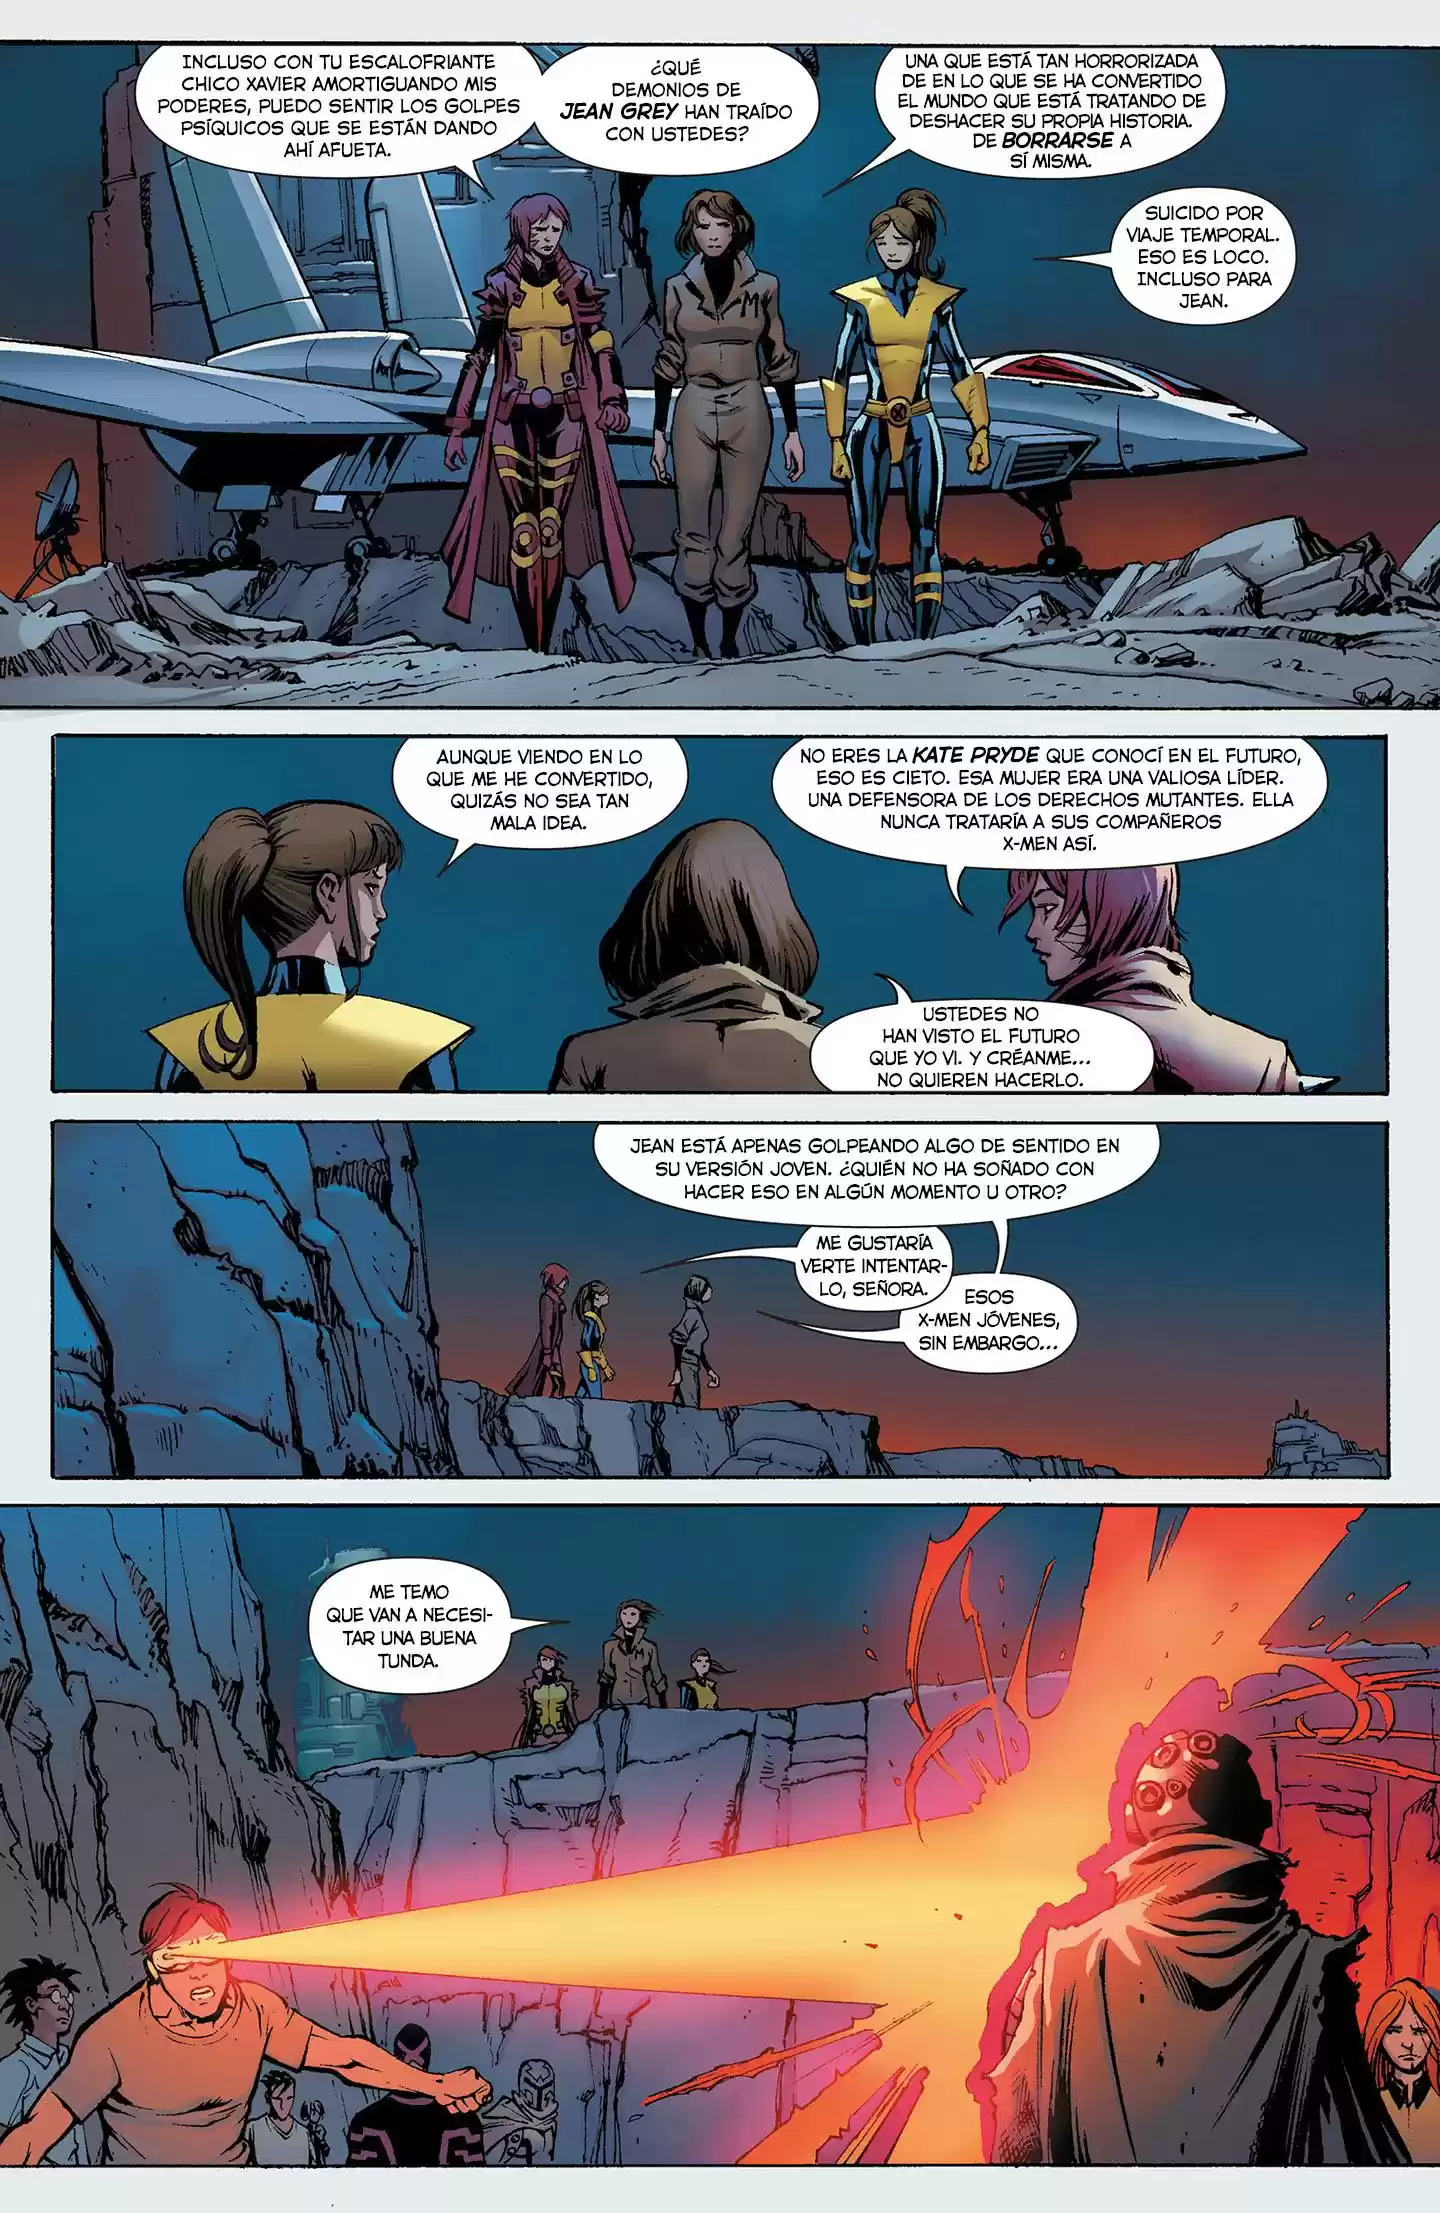 INCLUSO CON TU ESCALOFRIANTE
CHICO XAVIER AMORTIGUANDO MIS
PODERES, PUEDO SENTIR LOS GOLPES
PSÍQUICOS QUE SE ESTÁN DANDO
AHÍ AFUETA.
¿QUÉ
DEMONIOS DE
JEAN GREY HAN TRAÍDO
CON USTEDES?
UNA QUE ESTÁ TAN HORRORIZADA
DE EN LO QUE SE HA CONVERTIDO
EL MUNDO QUE ESTÁ TRATANDO DE
DESHACER SU PROPIA HISTORIA.
DE BORRARSE A
SÍ MISMA.
SUICIDO POR
VIAJE TEMPORAL.
ESO ES LOCO.
INCLUSO PARA
JEAN.
M
AUNQUE VIENDO EN LO
QUE ME HE CONVERTIDO,
QUIZÁS NO SEA TAN
MALA IDEA.
NO ERES LA KATE PRYDE QUE CONOCÍ EN EL FUTURO,
ESO ES CIETO. ESA MUJER ERA UNA VALIOSA LÍDER.
UNA DEFENSORA DE LOS DERECHOS MUTANTES. ELLA
NUNCA TRATARÍA A SUS COMPAÑEROS
X-MEN ASÍ.
USTEDES NO
HAN VISTO EL FUTURO
QUE YO VI. Y CRÉANME...
NO QUIEREN HACERLO.
JEAN ESTÁ APENAS GOLPEANDO ALGO DE SENTIDO EN
SU VERSIÓN JOVEN. ¿QUIÉN NO HA SOÑADO CON
HACER ESO EN ALGÚN MOMENTO U OTRO?
ME GUSTARÍA
VERTE INTENTAR-
LO, SEÑORA.
ESOS
X-MEN JÓVENES,
SIN EMBARGO...
ME TEMO
QUE VAN A NECESI-
TAR UNA BUENA
TUNDA.
M